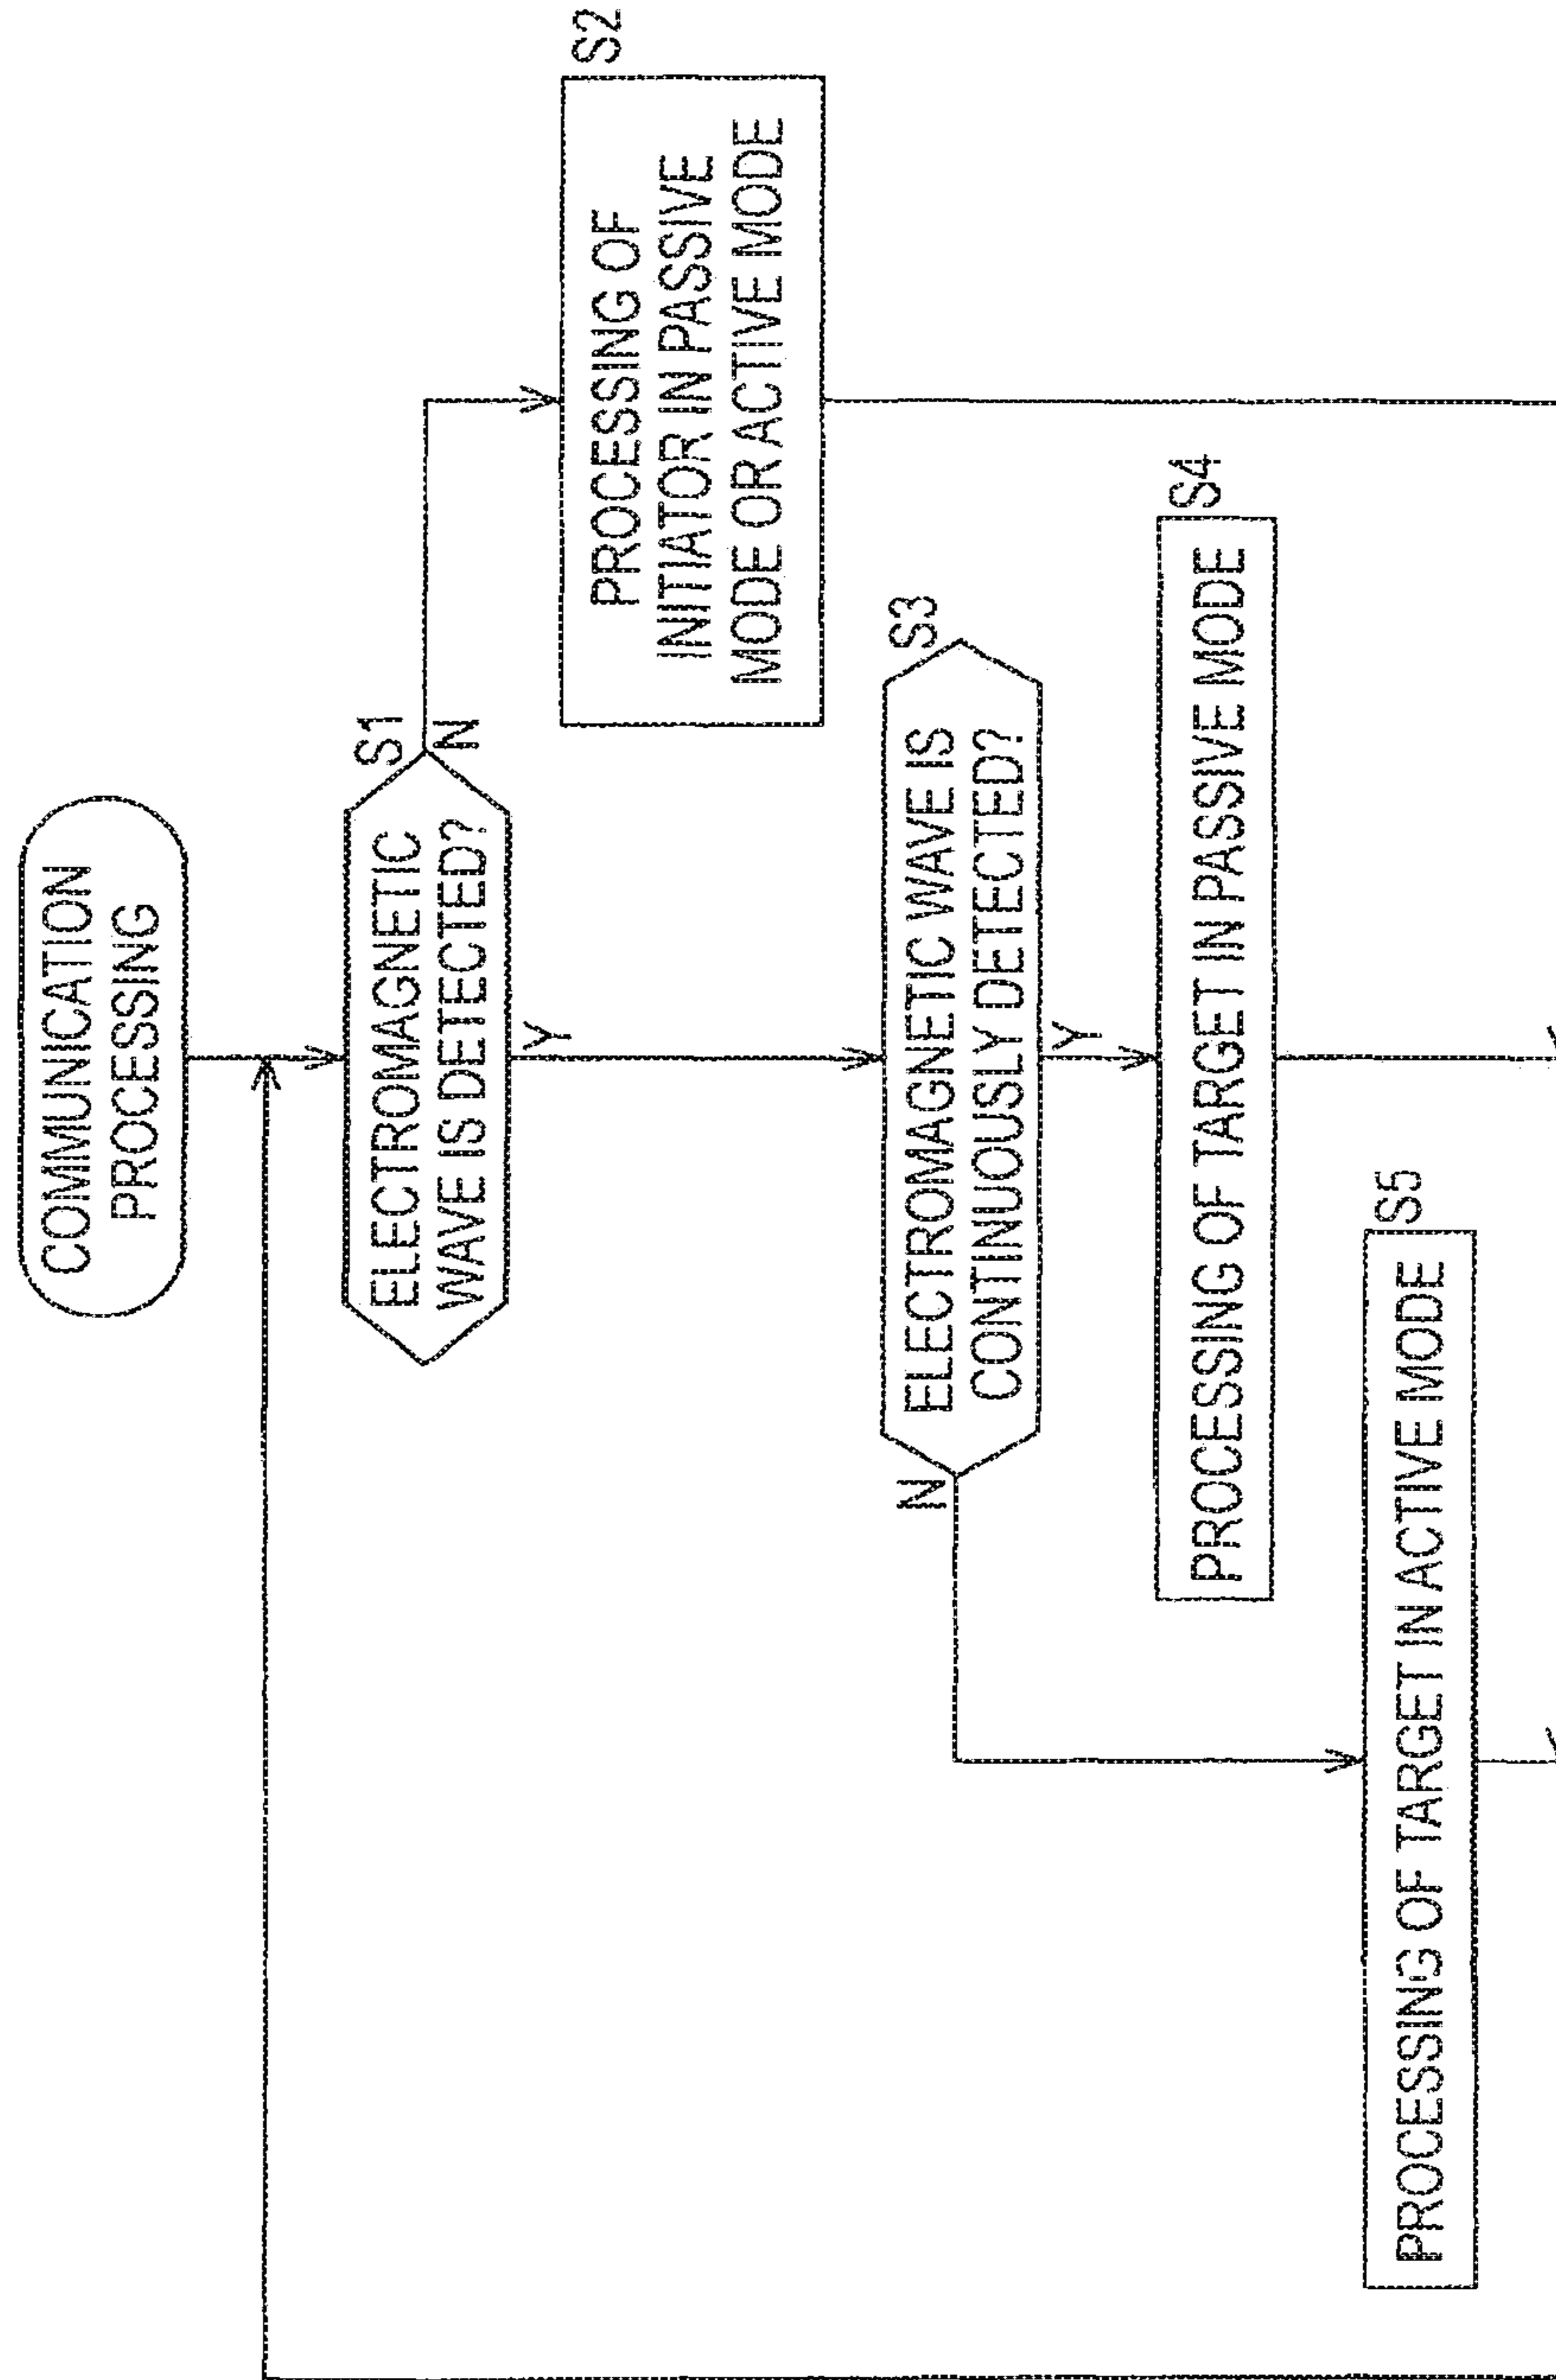 COMMUNICATION
PROCESSING
S1
ELECTROMAGNETIC
WAVE IS DETECTED?
N
Y
S2
PROCESSING OF
INITIATOR IN PASSIVE
MODE OR ACTIVE MODE
S3
ELECTROMAGNETIC WAVE IS
CONTINUOUSLY DETECTED?
N
Y
S4
PROCESSING OF TARGET IN PASSIVE MODE
S5
PROCESSING OF TARGET IN ACTIVE MODE